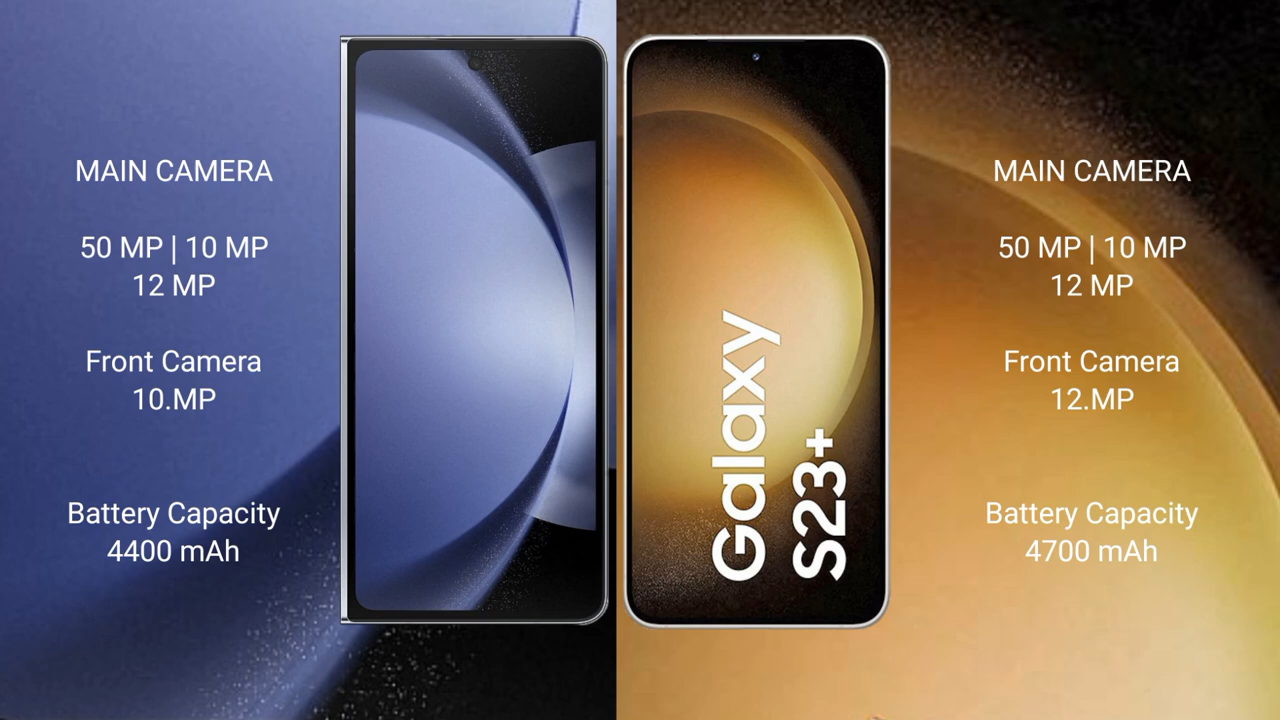 MAIN CAMERA
50 MP | 10 MP
12 MP
Front Camera
10.MP
Battery Capacity
4400 mAh
Galaxy
S23+
MAIN CAMERA
50 MP | 10 MP
12 MP
Front Camera
12.MP
Battery Capacity
4700 mAh